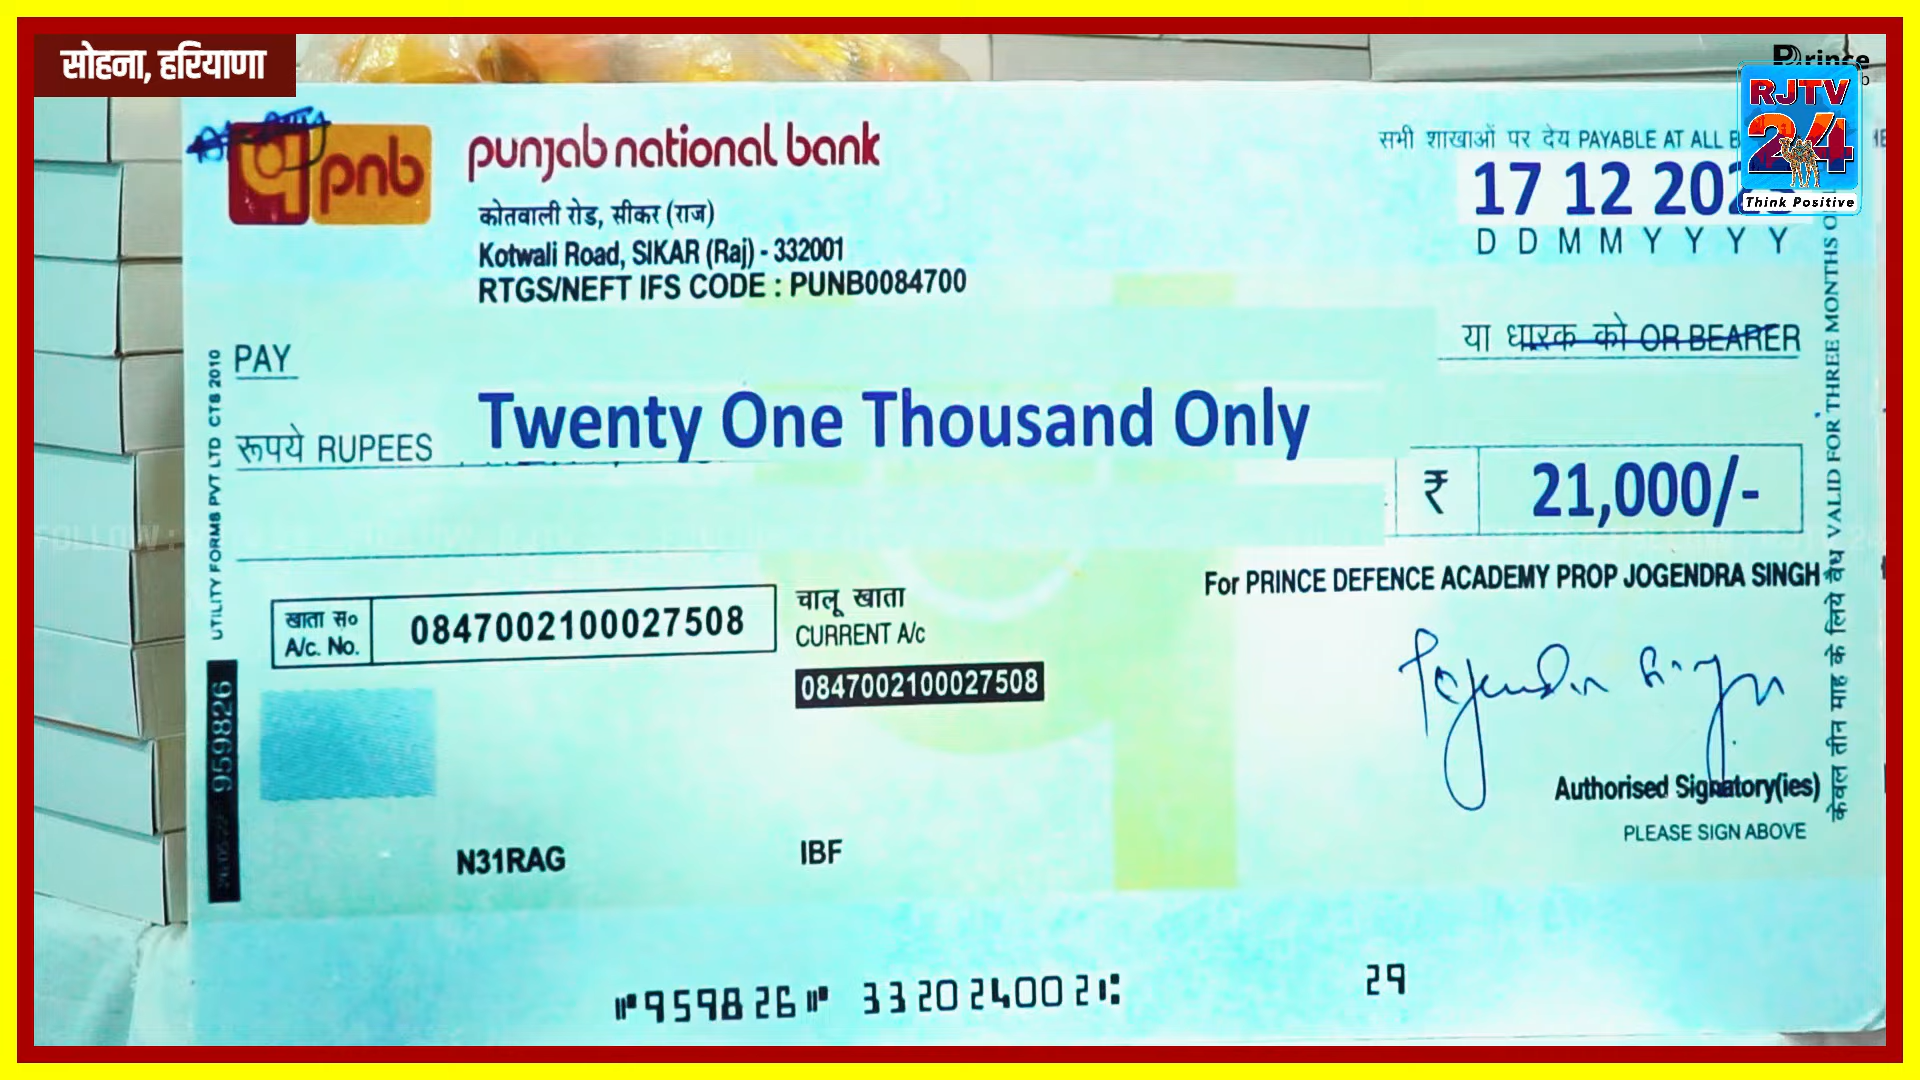 सोहना, हरियाणा
Prince
RJTV
24
Think Positive
pnb
punjab national bank
कोतवाली रोड, सीकर (राज)
Kotwali Road, SIKAR (Raj) - 332001
RTGS/NEFT IFS CODE : PUNB0084700
सभी शाखाओं पर देय PAYABLE AT ALL
17 12
D D M M Y Y Y Y
PAY
या धारक को OR BEARER
रूपये RUPEES Twenty One Thousand Only
₹ 21,000/-
For PRINCE DEFENCE ACADEMY PROP JOGENDRA SINGH
खाता सं०
A/c. No. 0847002100027508
चालू खाता
CURRENT A/c
0847002100027508
Jogendra Singh
Authorised Signatory(ies)
PLEASE SIGN ABOVE
N31RAG IBF
⑈959826⑈ 332024002⑆ 29
UTILITY FORMS PVT LTD CTS 2010
959826
केवल तीन माह के लिये वैध VALID FOR THREE MONTHS